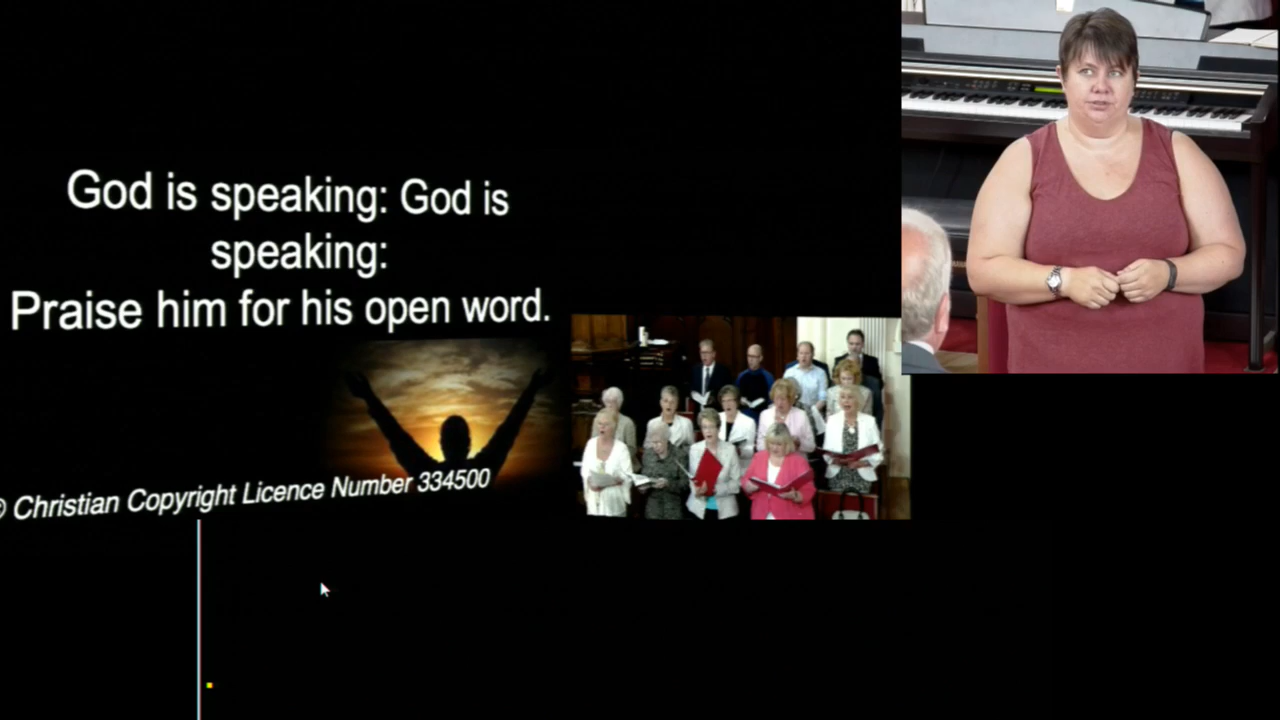 God is speaking: God is
speaking:
Praise him for his open word.
© Christian Copyright Licence Number 334500